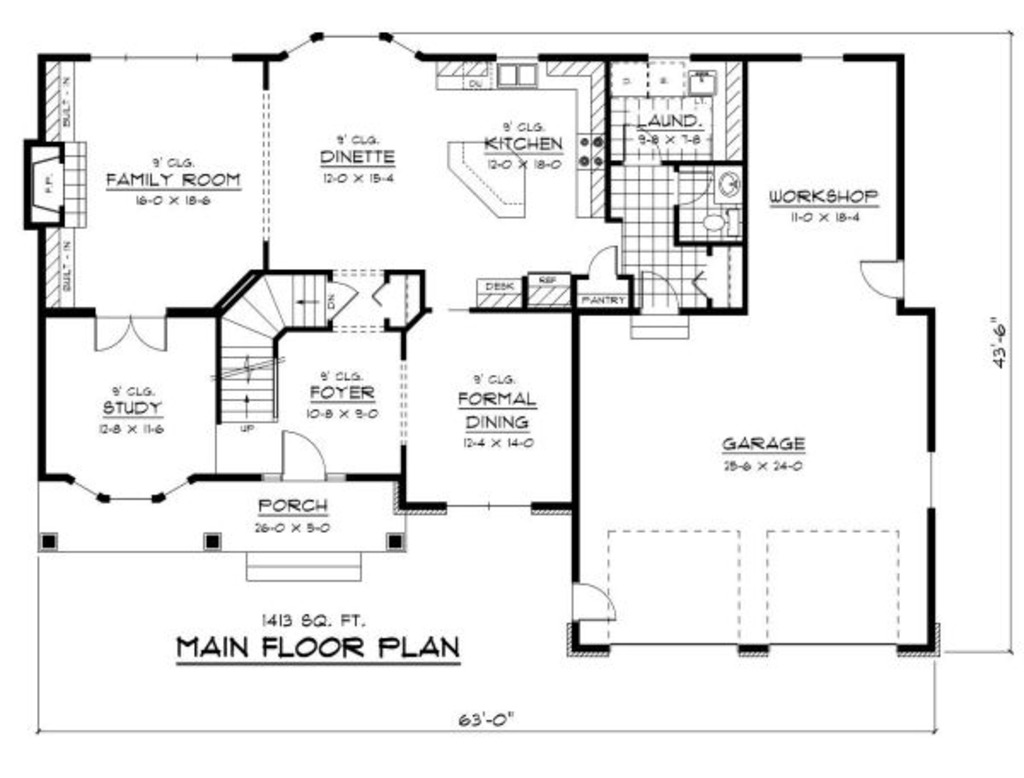 BUILT-IN
F.P.
BUILT-IN
9' CLG.
FAMILY ROOM
16-0 X 18-6
9' CLG.
DINETTE
12-0 X 15-4
DW
9' CLG.
KITCHEN
12-0 X 18-0
L.T.
LAUND.
9-8 X 7-8
WORKSHOP
11-0 X 18-4
DESK
REF
PANTRY
DN
9' CLG.
STUDY
12-8 X 11-6
UP
9' CLG.
FOYER
10-8 X 9-0
9' CLG.
FORMAL
DINING
12-4 X 14-0
GARAGE
25-6 X 24-0
PORCH
26-0 X 5-0
1413 SQ. FT.
MAIN FLOOR PLAN
43'-6"
63'-0"